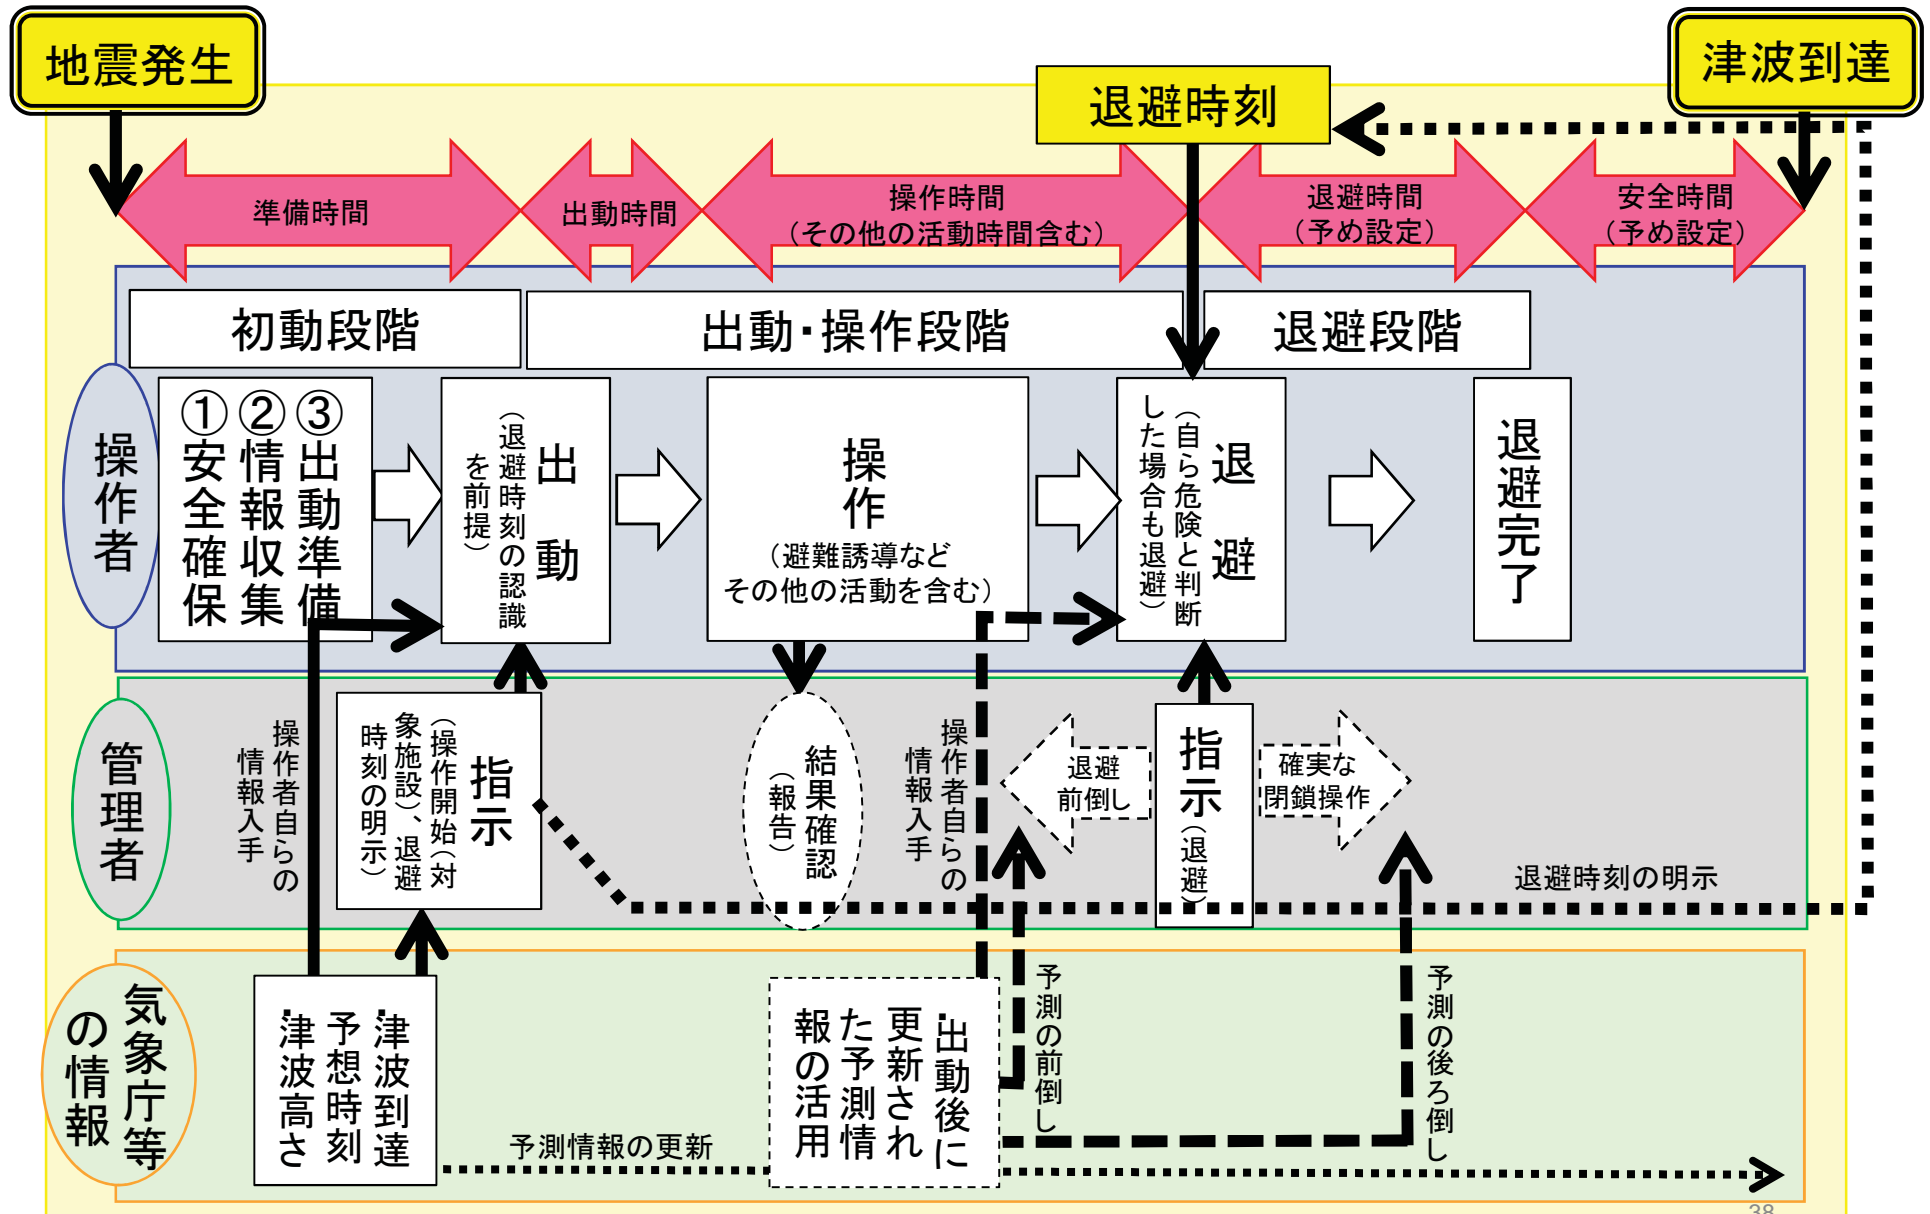 地震発生
津波到達
退避時刻
準備時間
出動時間
操作時間
（その他の活動時間含む）
退避時間
（予め設定）
安全時間
（予め設定）
初動段階
出動・操作段階
退避段階
操作者
①安全確保
②情報収集
③出動準備
出動
（退避時刻の認識
を前提）
操作
（避難誘導など
その他の活動を含む）
退避
（自ら危険と判断
した場合も退避）
退避完了
管理者
操作者自らの
情報入手
指示
（操作開始（対
象施設）、退避
時刻の明示）
結果確認
（報告）
操作者自らの
情報入手
退避
前倒し
指示（退避）
確実な
閉鎖操作
退避時刻の明示
気象庁等
の情報
・津波到達
予想時刻
・津波高さ
予測情報の更新
・出動後に
更新され
た予測情
報の活用
予測の前倒し
予測の後ろ倒し
38